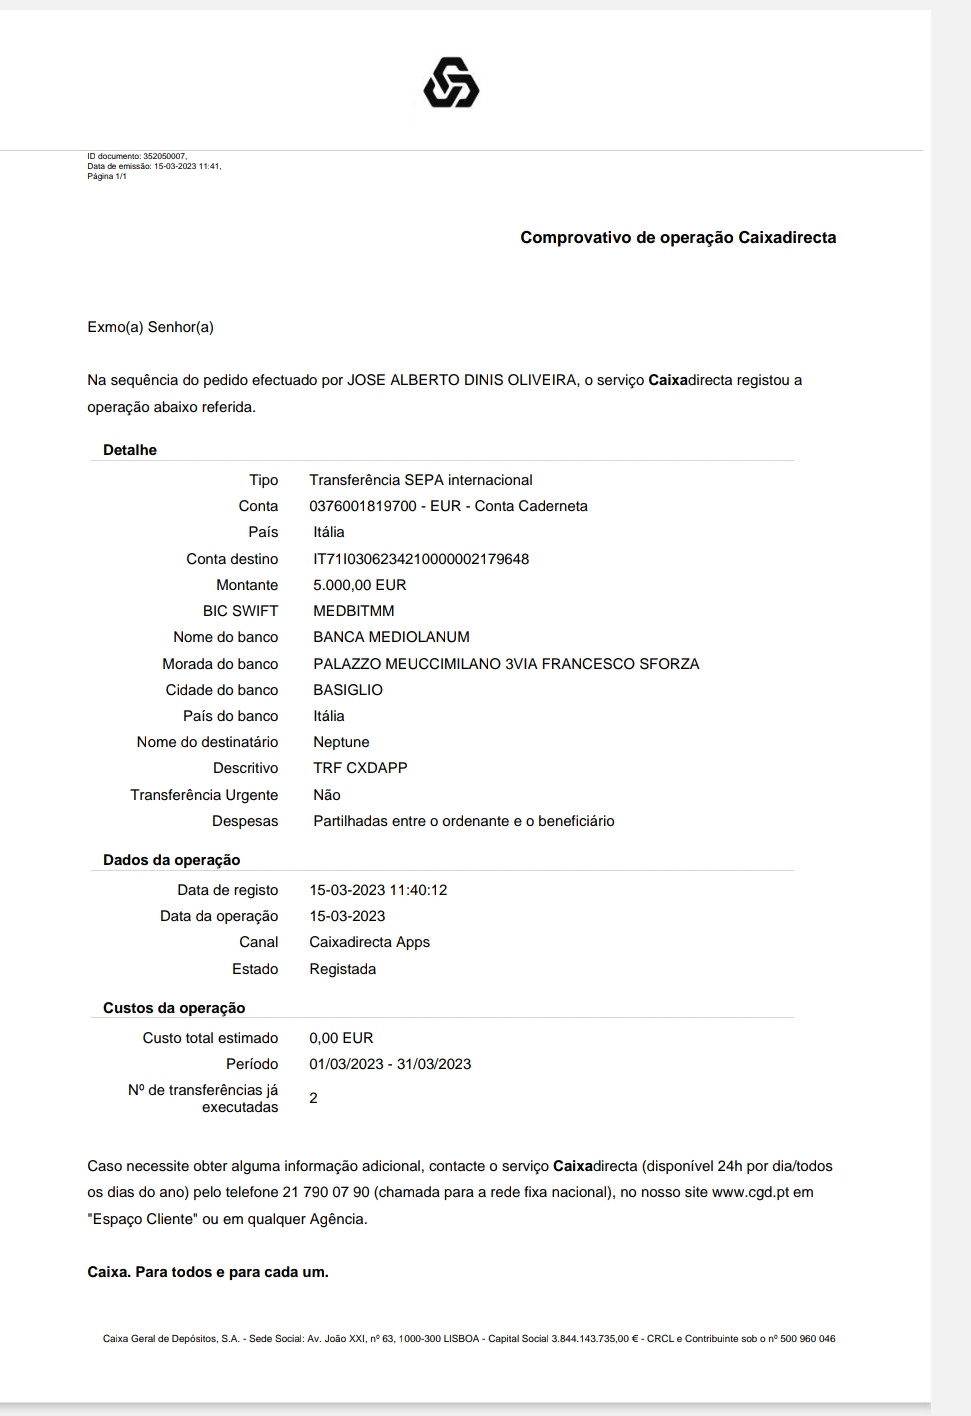 ID documento: 352050007,
Data de emissão: 15-03-2023 11:41,
Página 1/1
Comprovativo de operação Caixadirecta
Exmo(a) Senhor(a)
Na sequência do pedido efectuado por JOSE ALBERTO DINIS OLIVEIRA, o serviço Caixadirecta registou a
operação abaixo referida.
Detalhe
Tipo Transferência SEPA internacional
Conta 0376001819700 - EUR - Conta Caderneta
País Itália
Conta destino IT71I0306234210000002179648
Montante 5.000,00 EUR
BIC SWIFT MEDBITMM
Nome do banco BANCA MEDIOLANUM
Morada do banco PALAZZO MEUCCIMILANO 3VIA FRANCESCO SFORZA
Cidade do banco BASIGLIO
País do banco Itália
Nome do destinatário Neptune
Descritivo TRF CXDAPP
Transferência Urgente Não
Despesas Partilhadas entre o ordenante e o beneficiário
Dados da operação
Data de registo 15-03-2023 11:40:12
Data da operação 15-03-2023
Canal Caixadirecta Apps
Estado Registada
Custos da operação
Custo total estimado 0,00 EUR
Período 01/03/2023 - 31/03/2023
Nº de transferências já
executadas 2
Caso necessite obter alguma informação adicional, contacte o serviço Caixadirecta (disponível 24h por dia/todos
os dias do ano) pelo telefone 21 790 07 90 (chamada para a rede fixa nacional), no nosso site www.cgd.pt em
"Espaço Cliente" ou em qualquer Agência.
Caixa. Para todos e para cada um.
Caixa Geral de Depósitos, S.A. - Sede Social: Av. João XXI, nº 63, 1000-300 LISBOA - Capital Social 3.844.143.735,00 € - CRCL e Contribuinte sob o nº 500 960 046